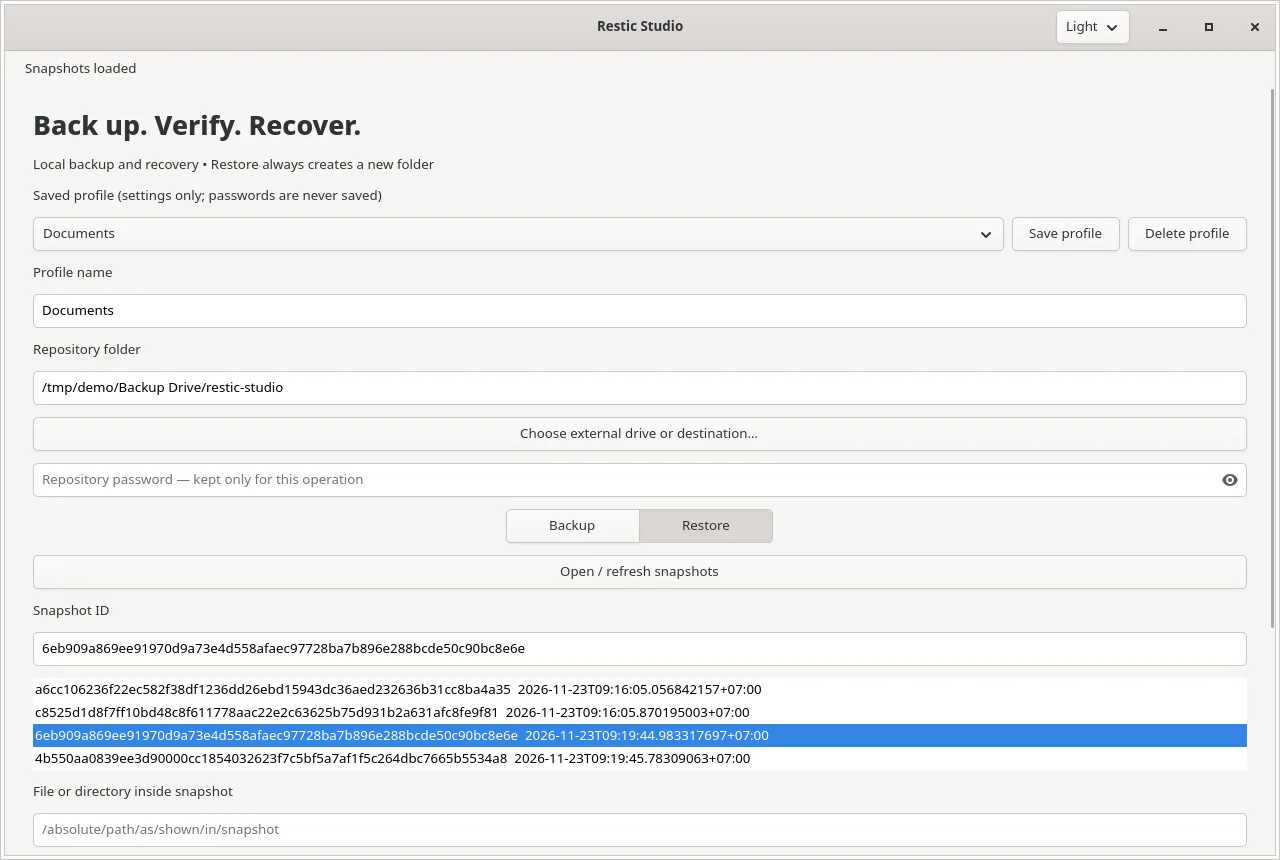 Restic Studio
Light
Snapshots loaded
Back up. Verify. Recover.
Local backup and recovery • Restore always creates a new folder
Saved profile (settings only; passwords are never saved)
Documents
Save profile
Delete profile
Profile name
Documents
Repository folder
/tmp/demo/Backup Drive/restic-studio
Choose external drive or destination...
Repository password — kept only for this operation
Backup
Restore
Open / refresh snapshots
Snapshot ID
6eb909a869ee91970d9a73e4d558afaec97728ba7b896e288bcde50c90bc8e6e
a6cc106236f22ec582f38df1236dd26ebd15943dc36aed232636b31cc8ba4a35 2026-11-23T09:16:05.056842157+07:00
c8525d1d8f7ff10bd48c8f611778aac22e2c63625b75d931b2a631afc8fe9f81 2026-11-23T09:16:05.870195003+07:00
6eb909a869ee91970d9a73e4d558afaec97728ba7b896e288bcde50c90bc8e6e 2026-11-23T09:19:44.983317697+07:00
4b550aa0839ee3d90000cc1854032623f7c5bf5a7af1f5c264dbc7665b5534a8 2026-11-23T09:19:45.78309063+07:00
File or directory inside snapshot
/absolute/path/as/shown/in/snapshot